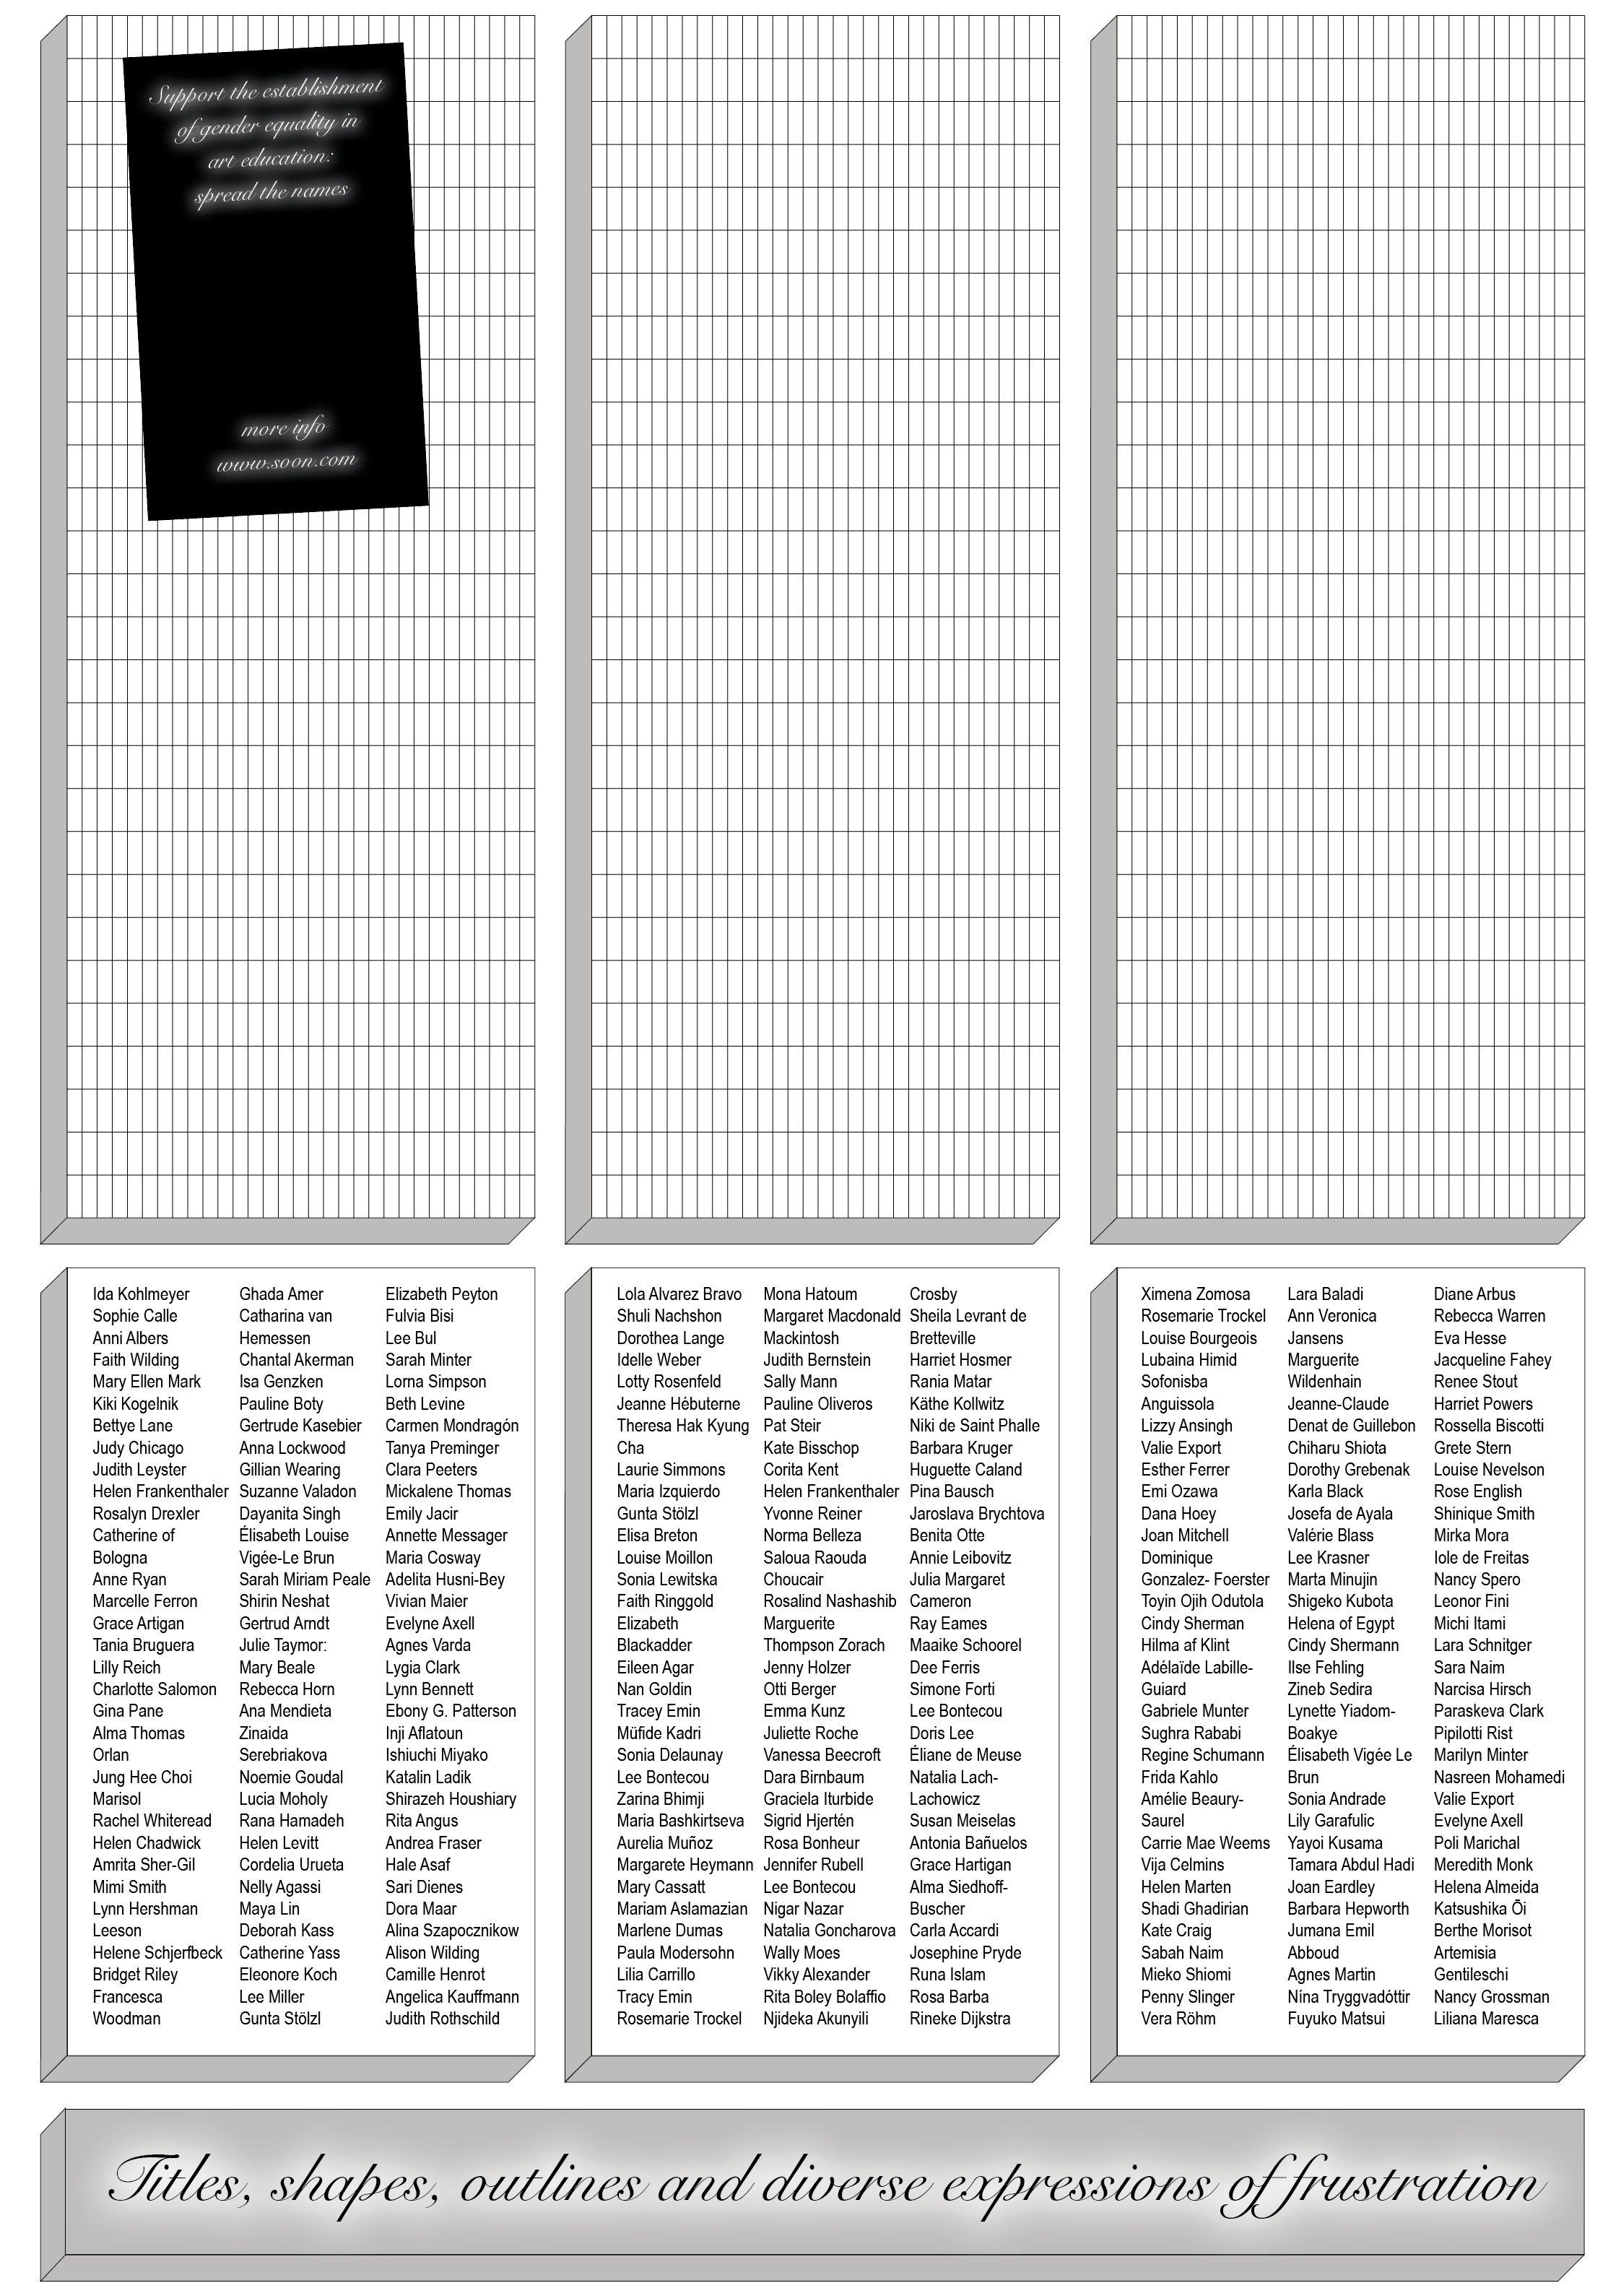 Support the establishment
of gender equality in
art education:
spread the names
more info
www.soon.com
Ida Kohlmeyer
Sophie Calle
Anni Albers
Faith Wilding
Mary Ellen Mark
Kiki Kogelnik
Bettye Lane
Judy Chicago
Judith Leyster
Helen Frankenthaler
Rosalyn Drexler
Catherine of
Bologna
Anne Ryan
Marcelle Ferron
Grace Artigan
Tania Bruguera
Lilly Reich
Charlotte Salomon
Gina Pane
Alma Thomas
Orlan
Jung Hee Choi
Marisol
Rachel Whiteread
Helen Chadwick
Amrita Sher-Gil
Mimi Smith
Lynn Hershman
Leeson
Helene Schjerfbeck
Bridget Riley
Francesca
Woodman
Ghada Amer
Catharina van
Hemessen
Chantal Akerman
Isa Genzken
Pauline Boty
Gertrude Kasebier
Anna Lockwood
Gillian Wearing
Suzanne Valadon
Dayanita Singh
Élisabeth Louise
Vigée-Le Brun
Sarah Miriam Peale
Shirin Neshat
Gertrud Arndt
Julie Taymor:
Mary Beale
Rebecca Horn
Ana Mendieta
Zinaida
Serebriakova
Noemie Goudal
Lucia Moholy
Rana Hamadeh
Helen Levitt
Cordelia Urueta
Nelly Agassi
Maya Lin
Deborah Kass
Catherine Yass
Eleonore Koch
Lee Miller
Gunta Stölzl
Elizabeth Peyton
Fulvia Bisi
Lee Bul
Sarah Minter
Lorna Simpson
Beth Levine
Carmen Mondragón
Tanya Preminger
Clara Peeters
Mickalene Thomas
Emily Jacir
Annette Messager
Maria Cosway
Adelita Husni-Bey
Vivian Maier
Evelyne Axell
Agnes Varda
Lygia Clark
Lynn Bennett
Ebony G. Patterson
Inji Aflatoun
Ishiuchi Miyako
Katalin Ladik
Shirazeh Houshiary
Rita Angus
Andrea Fraser
Hale Asaf
Sari Dienes
Dora Maar
Alina Szapocznikow
Alison Wilding
Camille Henrot
Angelica Kauffmann
Judith Rothschild
Lola Alvarez Bravo
Shuli Nachshon
Dorothea Lange
Idelle Weber
Lotty Rosenfeld
Jeanne Hébuterne
Theresa Hak Kyung
Cha
Laurie Simmons
Maria Izquierdo
Gunta Stölzl
Elisa Breton
Louise Moillon
Sonia Lewitska
Faith Ringgold
Elizabeth
Blackadder
Eileen Agar
Nan Goldin
Tracey Emin
Müfide Kadri
Sonia Delaunay
Lee Bontecou
Zarina Bhimji
Maria Bashkirtseva
Aurelia Muñoz
Margarete Heymann
Mary Cassatt
Mariam Aslamazian
Marlene Dumas
Paula Modersohn
Lilia Carrillo
Tracy Emin
Rosemarie Trockel
Mona Hatoum
Margaret Macdonald
Mackintosh
Judith Bernstein
Sally Mann
Pauline Oliveros
Pat Steir
Kate Bisschop
Corita Kent
Helen Frankenthaler
Yvonne Reiner
Norma Belleza
Saloua Raouda
Choucair
Rosalind Nashashib
Marguerite
Thompson Zorach
Jenny Holzer
Otti Berger
Emma Kunz
Juliette Roche
Vanessa Beecroft
Dara Birnbaum
Graciela Iturbide
Sigrid Hjertén
Rosa Bonheur
Jennifer Rubell
Lee Bontecou
Nigar Nazar
Natalia Goncharova
Wally Moes
Vikky Alexander
Rita Boley Bolaffio
Njideka Akunyili
Crosby
Sheila Levrant de
Bretteville
Harriet Hosmer
Rania Matar
Käthe Kollwitz
Niki de Saint Phalle
Barbara Kruger
Huguette Caland
Pina Bausch
Jaroslava Brychtova
Benita Otte
Annie Leibovitz
Julia Margaret
Cameron
Ray Eames
Maaike Schoorel
Dee Ferris
Simone Forti
Lee Bontecou
Doris Lee
Éliane de Meuse
Natalia Lach-
Lachowicz
Susan Meiselas
Antonia Bañuelos
Grace Hartigan
Alma Siedhoff-
Buscher
Carla Accardi
Josephine Pryde
Runa Islam
Rosa Barba
Rineke Dijkstra
Ximena Zomosa
Rosemarie Trockel
Louise Bourgeois
Lubaina Himid
Sofonisba
Anguissola
Lizzy Ansingh
Valie Export
Esther Ferrer
Emi Ozawa
Dana Hoey
Joan Mitchell
Dominique
Gonzalez- Foerster
Toyin Ojih Odutola
Cindy Sherman
Hilma af Klint
Adélaïde Labille-
Guiard
Gabriele Munter
Sughra Rababi
Regine Schumann
Frida Kahlo
Amélie Beaury-
Saurel
Carrie Mae Weems
Vija Celmins
Helen Marten
Shadi Ghadirian
Kate Craig
Sabah Naim
Mieko Shiomi
Penny Slinger
Vera Röhm
Lara Baladi
Ann Veronica
Jansens
Marguerite
Wildenhain
Jeanne-Claude
Denat de Guillebon
Chiharu Shiota
Dorothy Grebenak
Karla Black
Josefa de Ayala
Valérie Blass
Lee Krasner
Marta Minujin
Shigeko Kubota
Helena of Egypt
Cindy Shermann
Ilse Fehling
Zineb Sedira
Lynette Yiadom-
Boakye
Élisabeth Vigée Le
Brun
Sonia Andrade
Lily Garafulic
Yayoi Kusama
Tamara Abdul Hadi
Joan Eardley
Barbara Hepworth
Jumana Emil
Abboud
Agnes Martin
Nína Tryggvadóttir
Fuyuko Matsui
Diane Arbus
Rebecca Warren
Eva Hesse
Jacqueline Fahey
Renee Stout
Harriet Powers
Rossella Biscotti
Grete Stern
Louise Nevelson
Rose English
Shinique Smith
Mirka Mora
Iole de Freitas
Nancy Spero
Leonor Fini
Michi Itami
Lara Schnitger
Sara Naim
Narcisa Hirsch
Paraskeva Clark
Pipilotti Rist
Marilyn Minter
Nasreen Mohamedi
Valie Export
Evelyne Axell
Poli Marichal
Meredith Monk
Helena Almeida
Katsushika Ōi
Berthe Morisot
Artemisia
Gentileschi
Nancy Grossman
Liliana Maresca
Titles, shapes, outlines and diverse expressions of frustration